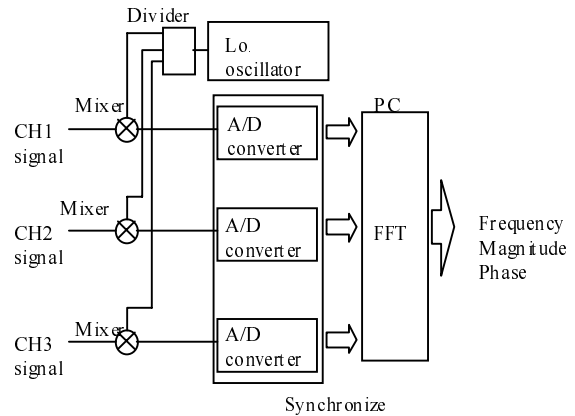 Divider
Lo.
oscillator
Mixer
PC
CH1
signal
A/D
converter
Mixer
CH2
signal
A/D
converter
FFT
Frequency
Magnitude
Phase
Mixer
CH3
signal
A/D
converter
Synchronize